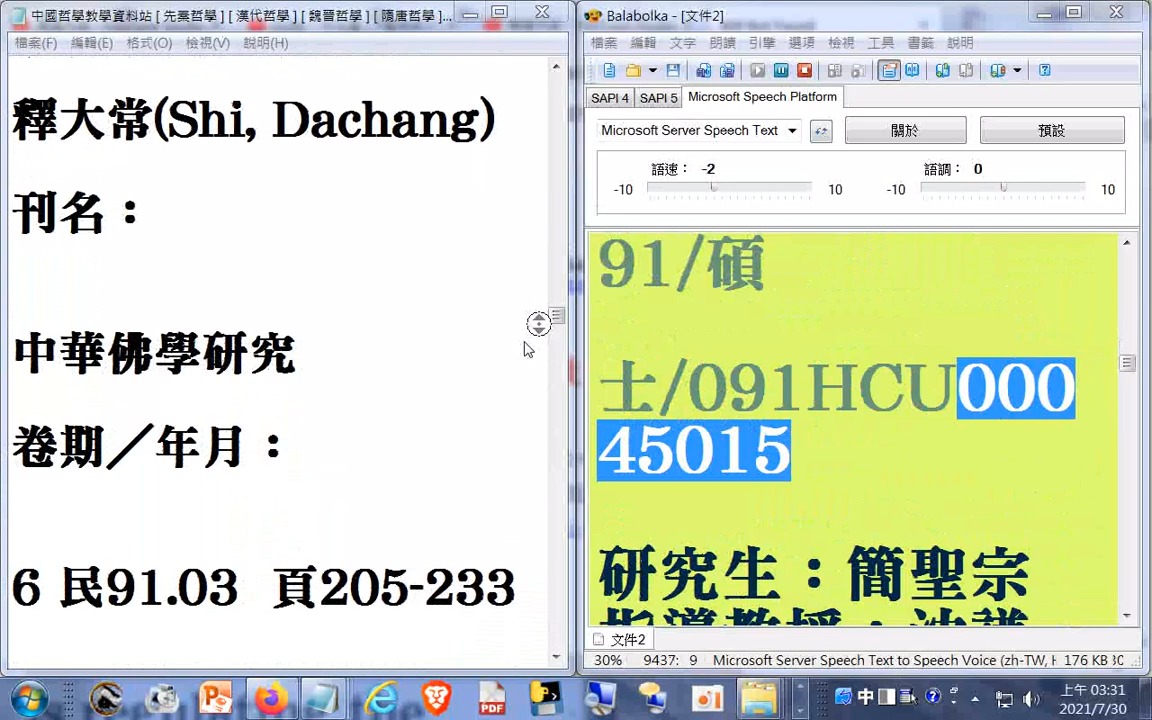 中國哲學教學資料站 [ 先秦哲學 ] [ 漢代哲學 ] [ 魏晉哲學 ] [ 隋唐哲學 ]...
檔案(F) 編輯(E) 格式(O) 檢視(V) 說明(H)
釋大常(Shi, Dachang)
刊名：
中華佛學研究
卷期／年月：
6 民91.03 頁205-233
Balabolka - [文件2]
檔案 編輯 文字 朗讀 引擎 選項 檢視 工具 書籤 說明
SAPI 4 SAPI 5 Microsoft Speech Platform
Microsoft Server Speech Text 關於 預設
語速： -2 語調： 0
-10 10 -10 10
91/碩
士/091HCU000
45015
研究生：簡聖宗
指導教授：沈謙
文件2
30% 9437: 9 Microsoft Server Speech Text to Speech Voice (zh-TW, H 176 KB
中
上午 03:31
2021/7/30